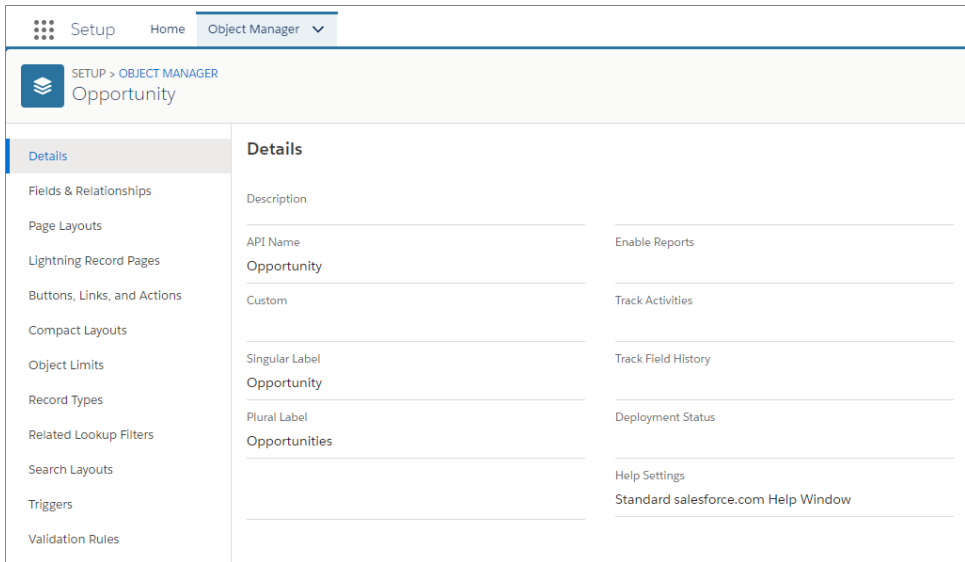 Setup Home Object Manager
SETUP > OBJECT MANAGER
Opportunity
Details
Fields & Relationships
Page Layouts
Lightning Record Pages
Buttons, Links, and Actions
Compact Layouts
Object Limits
Record Types
Related Lookup Filters
Search Layouts
Triggers
Validation Rules
Details
Description
API Name
Opportunity
Custom
Singular Label
Opportunity
Plural Label
Opportunities
Enable Reports
Track Activities
Track Field History
Deployment Status
Help Settings
Standard salesforce.com Help Window